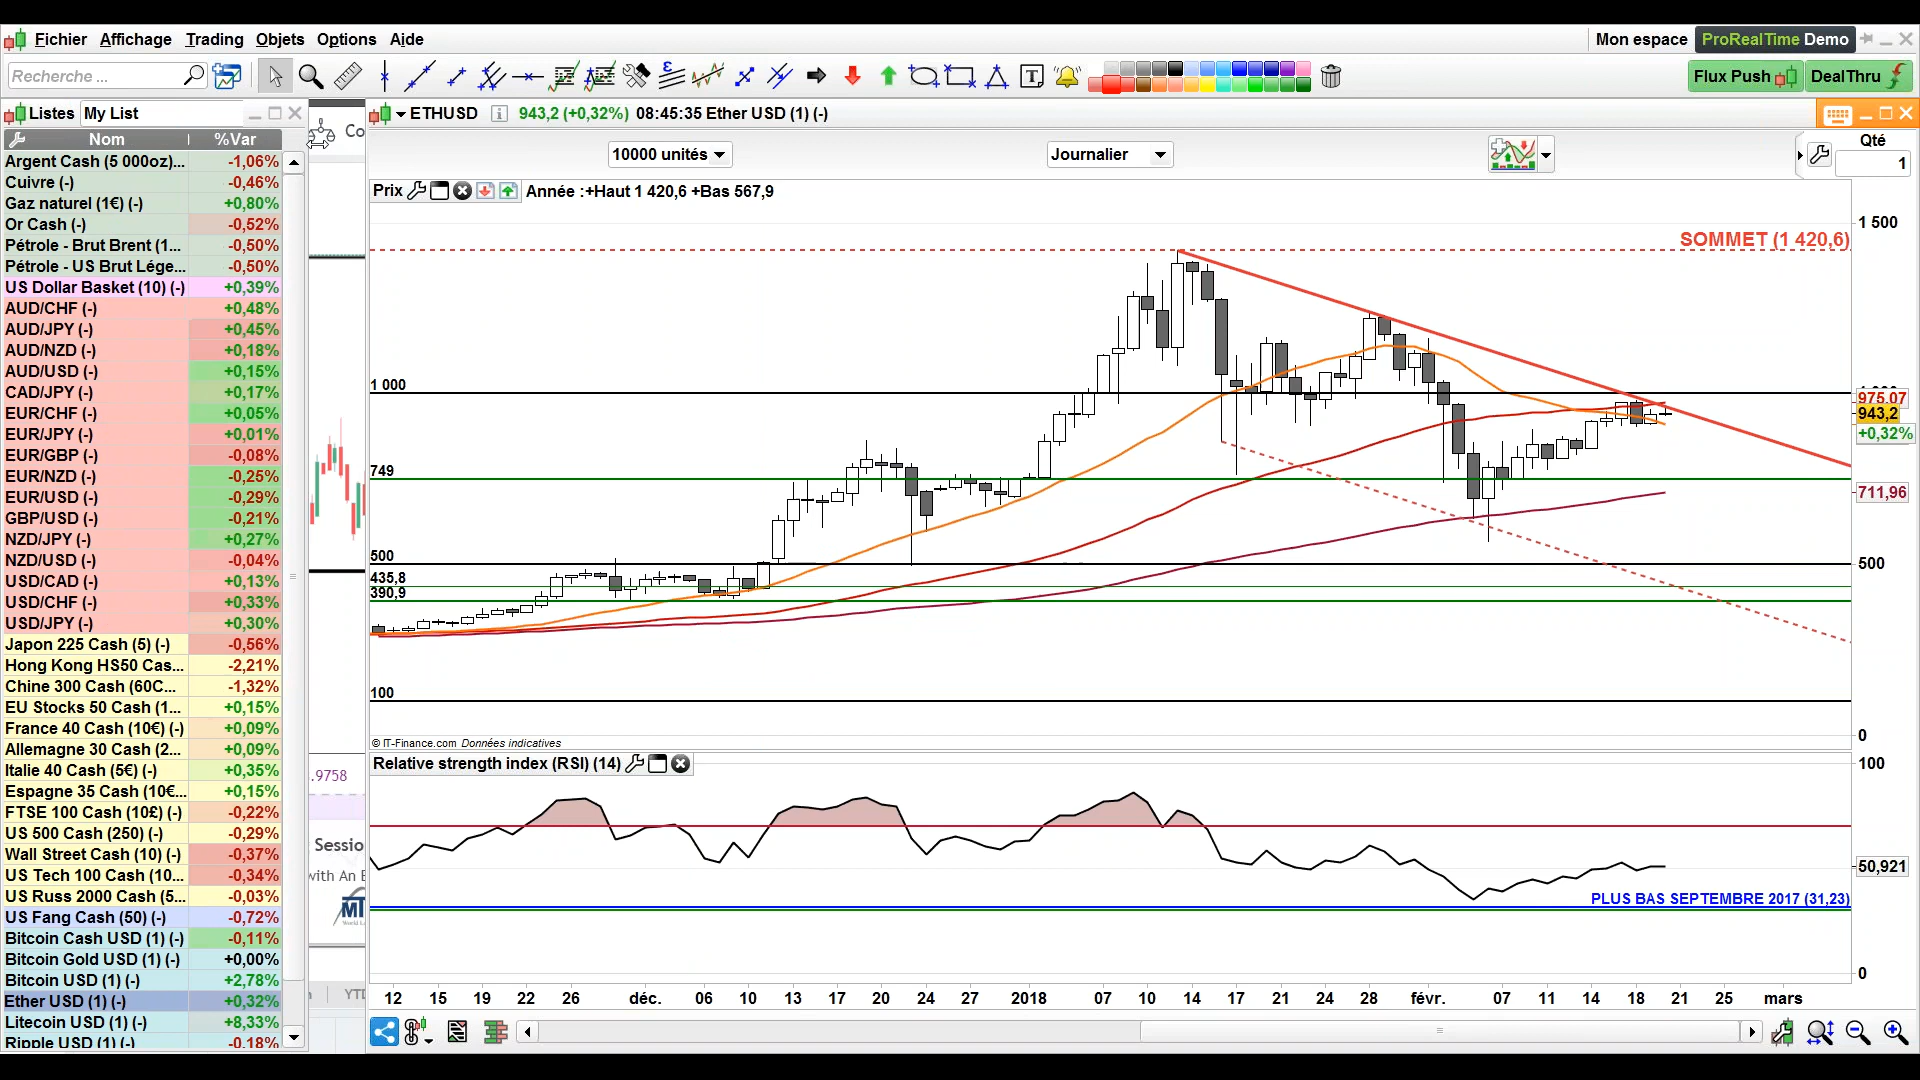 Fichier Affichage Trading Objets Options Aide
Mon espace ProRealTime Demo
Recherche ...
Flux Push DealThru
Listes My List
Nom %Var
Argent Cash (5 000oz)... -1,06%
Cuivre (-) -0,46%
Gaz naturel (1€) (-) +0,80%
Or Cash (-) -0,52%
Pétrole - Brut Brent (1... -0,50%
Pétrole - US Brut Lége... -0,50%
US Dollar Basket (10) (-) +0,39%
AUD/CHF (-) +0,48%
AUD/JPY (-) +0,45%
AUD/NZD (-) +0,18%
AUD/USD (-) +0,15%
CAD/JPY (-) +0,17%
EUR/CHF (-) +0,05%
EUR/JPY (-) +0,01%
EUR/GBP (-) -0,08%
EUR/NZD (-) -0,25%
EUR/USD (-) -0,29%
GBP/USD (-) -0,21%
NZD/JPY (-) +0,27%
NZD/USD (-) -0,04%
USD/CAD (-) +0,13%
USD/CHF (-) +0,33%
USD/JPY (-) +0,30%
Japon 225 Cash (5) (-) -0,56%
Hong Kong HS50 Cas... -2,21%
Chine 300 Cash (60C... -1,32%
EU Stocks 50 Cash (1... +0,15%
France 40 Cash (10€) (-) +0,09%
Allemagne 30 Cash (2... +0,09%
Italie 40 Cash (5€) (-) +0,35%
Espagne 35 Cash (10€... +0,15%
FTSE 100 Cash (10£) (-) -0,22%
US 500 Cash (250) (-) -0,29%
Wall Street Cash (10) (-) -0,37%
US Tech 100 Cash (10... -0,34%
US Russ 2000 Cash (5... -0,03%
US Fang Cash (50) (-) -0,72%
Bitcoin Cash USD (1) (-) -0,11%
Bitcoin Gold USD (1) (-) +0,00%
Bitcoin USD (1) (-) +2,78%
Ether USD (1) (-) +0,32%
Litecoin USD (1) (-) +8,33%
Ripple USD (1) (-) -0,18%
Co
.9758
Sessio
with An E
MT
YTD
ETHUSD 943,2 (+0,32%) 08:45:35 Ether USD (1) (-)
10000 unités Journalier
Qté
1
Prix Année :+Haut 1 420,6 +Bas 567,9
SOMMET (1 420,6)
1 500
1 000
975,07
943,2
+0,32%
749
711,96
500 500
435,8
390,9
100
0
© IT-Finance.com Données indicatives
Relative strength index (RSI) (14)
100
50,921
PLUS BAS SEPTEMBRE 2017 (31,23)
0
12 15 19 22 26 déc. 06 10 13 17 20 24 27 2018 07 10 14 17 21 24 28 févr. 07 11 14 18 21 25 mars